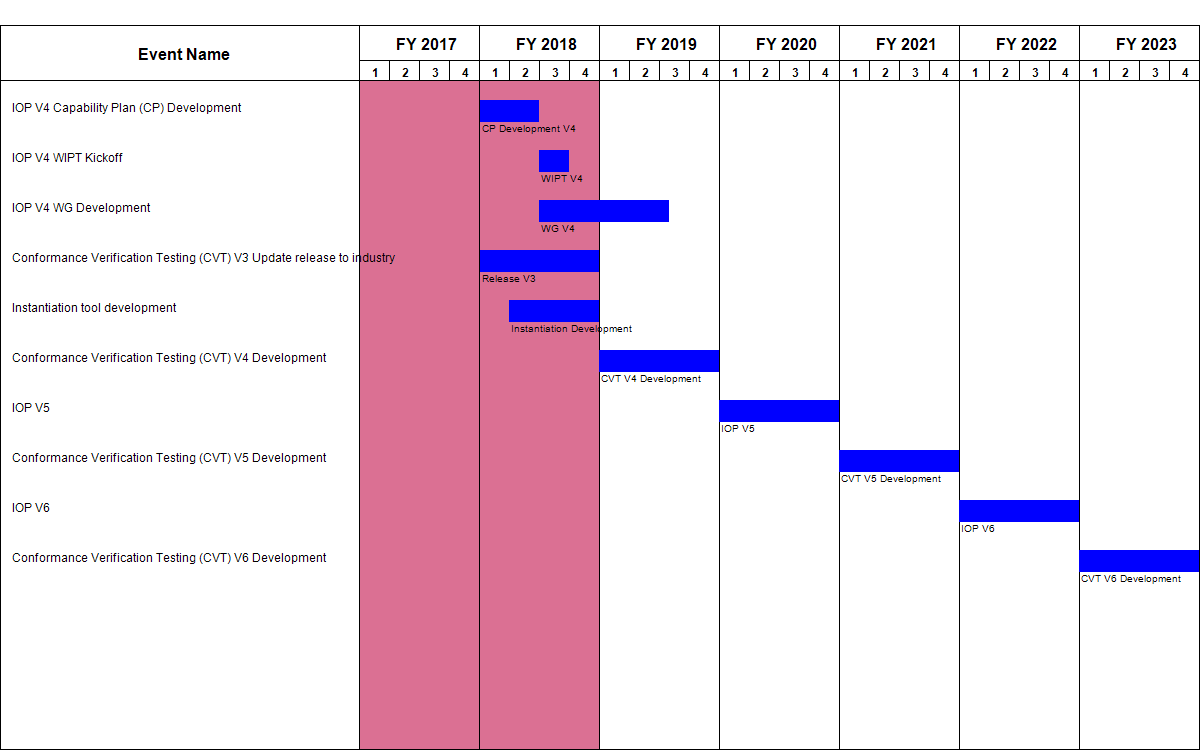 Event Name
FY 2017 FY 2018 FY 2019 FY 2020 FY 2021 FY 2022 FY 2023
1 2 3 4 1 2 3 4 1 2 3 4 1 2 3 4 1 2 3 4 1 2 3 4 1 2 3 4
IOP V4 Capability Plan (CP) Development
CP Development V4
IOP V4 WIPT Kickoff
WIPT V4
IOP V4 WG Development
WG V4
Conformance Verification Testing (CVT) V3 Update release to industry
Release V3
Instantiation tool development
Instantiation Development
Conformance Verification Testing (CVT) V4 Development
CVT V4 Development
IOP V5
IOP V5
Conformance Verification Testing (CVT) V5 Development
CVT V5 Development
IOP V6
IOP V6
Conformance Verification Testing (CVT) V6 Development
CVT V6 Development